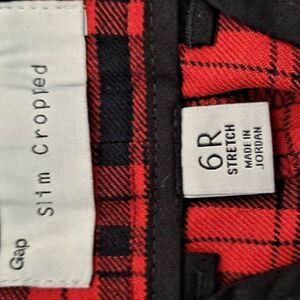 Gap
Slim Cropped
6R
STRETCH
MADE IN
JORDAN